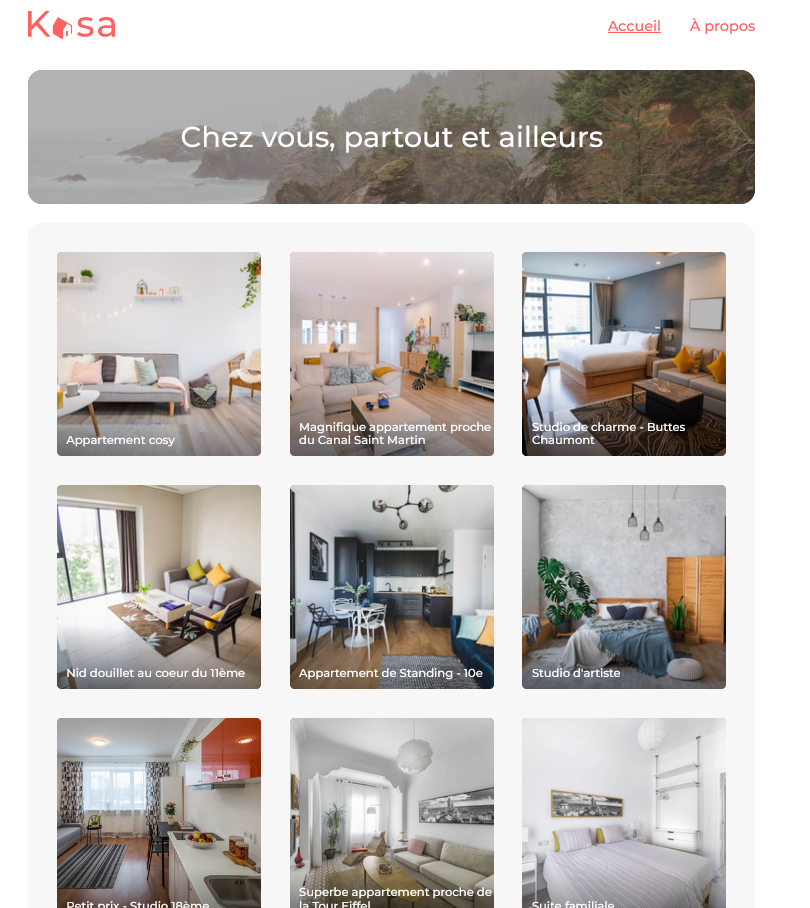 Kasa
Accueil
À propos
Chez vous, partout et ailleurs
Appartement cosy
Magnifique appartement proche
du Canal Saint Martin
Studio de charme - Buttes
Chaumont
Nid douillet au coeur du 11ème
Appartement de Standing - 10e
Studio d'artiste
Petit prix - Studio 18ème
Superbe appartement proche de
la Tour Eiffel
Suite familiale